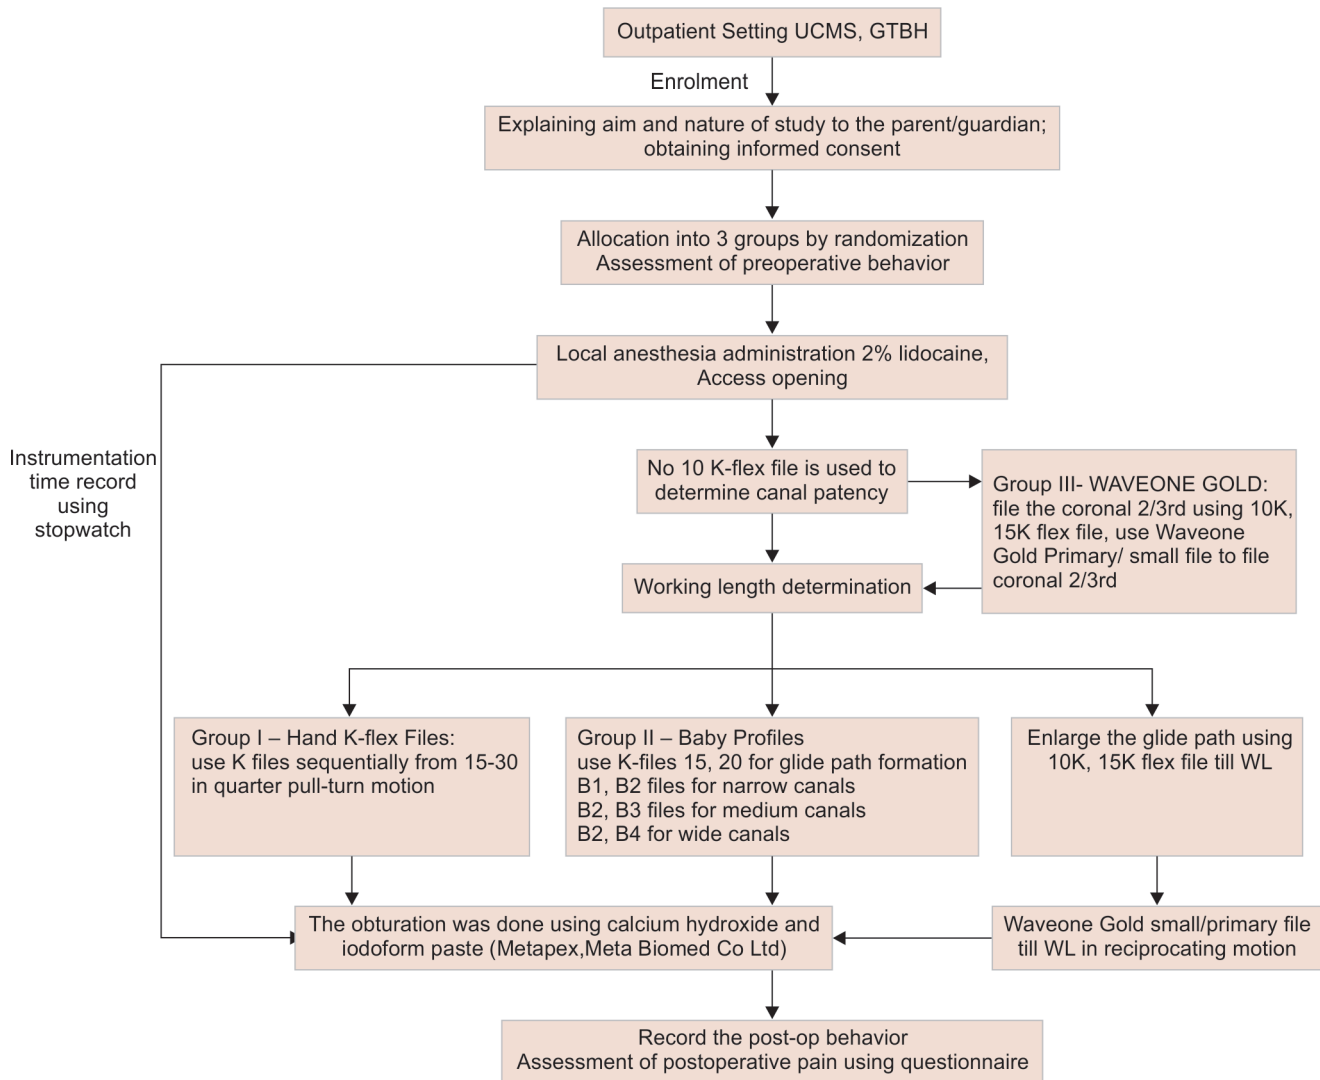 Outpatient Setting UCMS, GTBH
Enrolment
Explaining aim and nature of study to the parent/guardian;
obtaining informed consent
Allocation into 3 groups by randomization
Assessment of preoperative behavior
Local anesthesia administration 2% lidocaine,
Access opening
Instrumentation
time record
using
stopwatch
No 10 K-flex file is used to
determine canal patency
Group III- WAVEONE GOLD:
file the coronal 2/3rd using 10K,
15K flex file, use Waveone
Gold Primary/ small file to file
coronal 2/3rd
Working length determination
Group I – Hand K-flex Files:
use K files sequentially from 15-30
in quarter pull-turn motion
Group II – Baby Profiles
use K-files 15, 20 for glide path formation
B1, B2 files for narrow canals
B2, B3 files for medium canals
B2, B4 for wide canals
Enlarge the glide path using
10K, 15K flex file till WL
The obturation was done using calcium hydroxide and
iodoform paste (Metapex,Meta Biomed Co Ltd)
Waveone Gold small/primary file
till WL in reciprocating motion
Record the post-op behavior
Assessment of postoperative pain using questionnaire